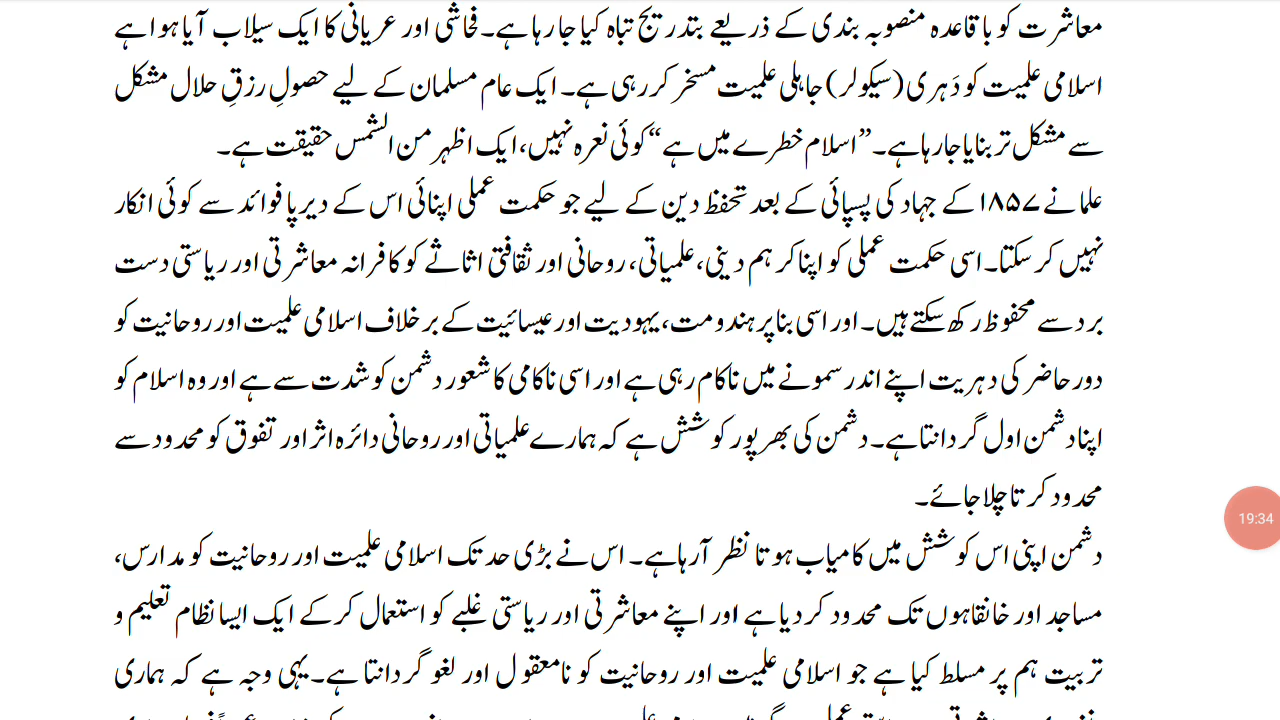 معاشرت کو باقاعدہ منصوبہ بندی کے ذریعے بتدریج تباہ کیا جا رہا ہے۔ فحاشی اور عریانی کا ایک سیلاب آیا ہوا ہے
اسلامی علمیت کو دَہری (سیکولر) جاہلی علمیت مسخر کر رہی ہے۔ ایک عام مسلمان کے لیے حصولِ رزقِ حلال مشکل
سے مشکل تر بنایا جا رہا ہے۔ ”اسلام خطرے میں ہے“ کوئی نعرہ نہیں، ایک اظہر من الشمس حقیقت ہے۔
علما نے ۱۸۵۷ کے جہاد کی پسپائی کے بعد تحفظ دین کے لیے جو حکمت عملی اپنائی اس کے دیرپا فوائد سے کوئی انکار
نہیں کر سکتا۔ اسی حکمت عملی کو اپنا کر ہم دینی، علمیاتی، روحانی اور ثقافتی اثاثے کو کافرانہ معاشرتی اور ریاستی دست
برد سے محفوظ رکھ سکتے ہیں۔ اور اسی بنا پر ہندومت، یہودیت اور عیسائیت کے برخلاف اسلامی علمیت اور روحانیت کو
دور حاضر کی دہریت اپنے اندر سمونے میں ناکام رہی ہے اور اسی ناکامی کا شعور دشمن کو شدت سے ہے اور وہ اسلام کو
اپنا دشمن اول گردانتا ہے۔ دشمن کی بھرپور کوشش ہے کہ ہمارے علمیاتی اور روحانی دائرہ اثر اور تفوق کو محدود سے
محدود کرتا چلا جائے۔
دشمن اپنی اس کوشش میں کامیاب ہوتا نظر آ رہا ہے۔ اس نے بڑی حد تک اسلامی علمیت اور روحانیت کو مدارس،
مساجد اور خانقاہوں تک محدود کر دیا ہے اور اپنے معاشرتی اور ریاستی غلبے کو استعمال کر کے ایک ایسا نظام تعلیم و
تربیت ہم پر مسلط کیا ہے جو اسلامی علمیت اور روحانیت کو نامعقول اور لغو گردانتا ہے۔ یہی وجہ ہے کہ ہماری
19:34